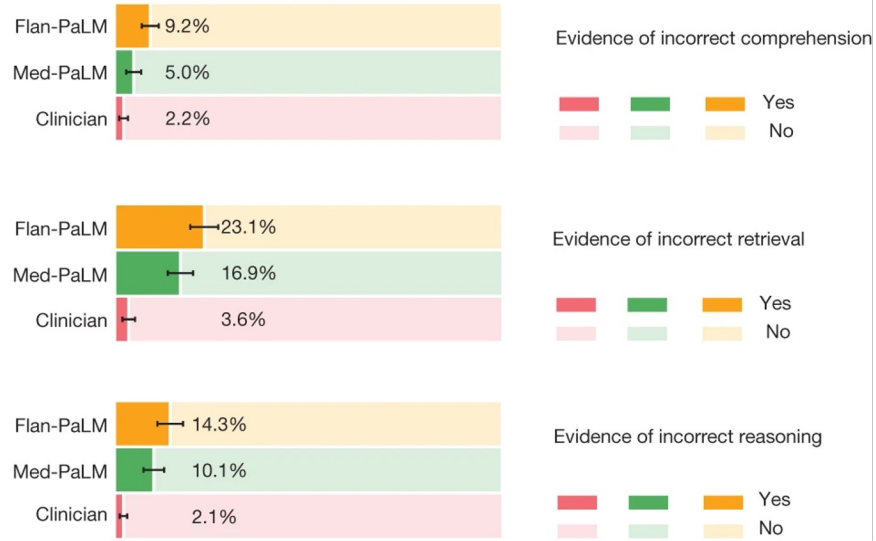 Flan-PaLM 9.2%
Med-PaLM 5.0%
Clinician 2.2%
Evidence of incorrect comprehension
Yes
No
Flan-PaLM 23.1%
Med-PaLM 16.9%
Clinician 3.6%
Evidence of incorrect retrieval
Yes
No
Flan-PaLM 14.3%
Med-PaLM 10.1%
Clinician 2.1%
Evidence of incorrect reasoning
Yes
No